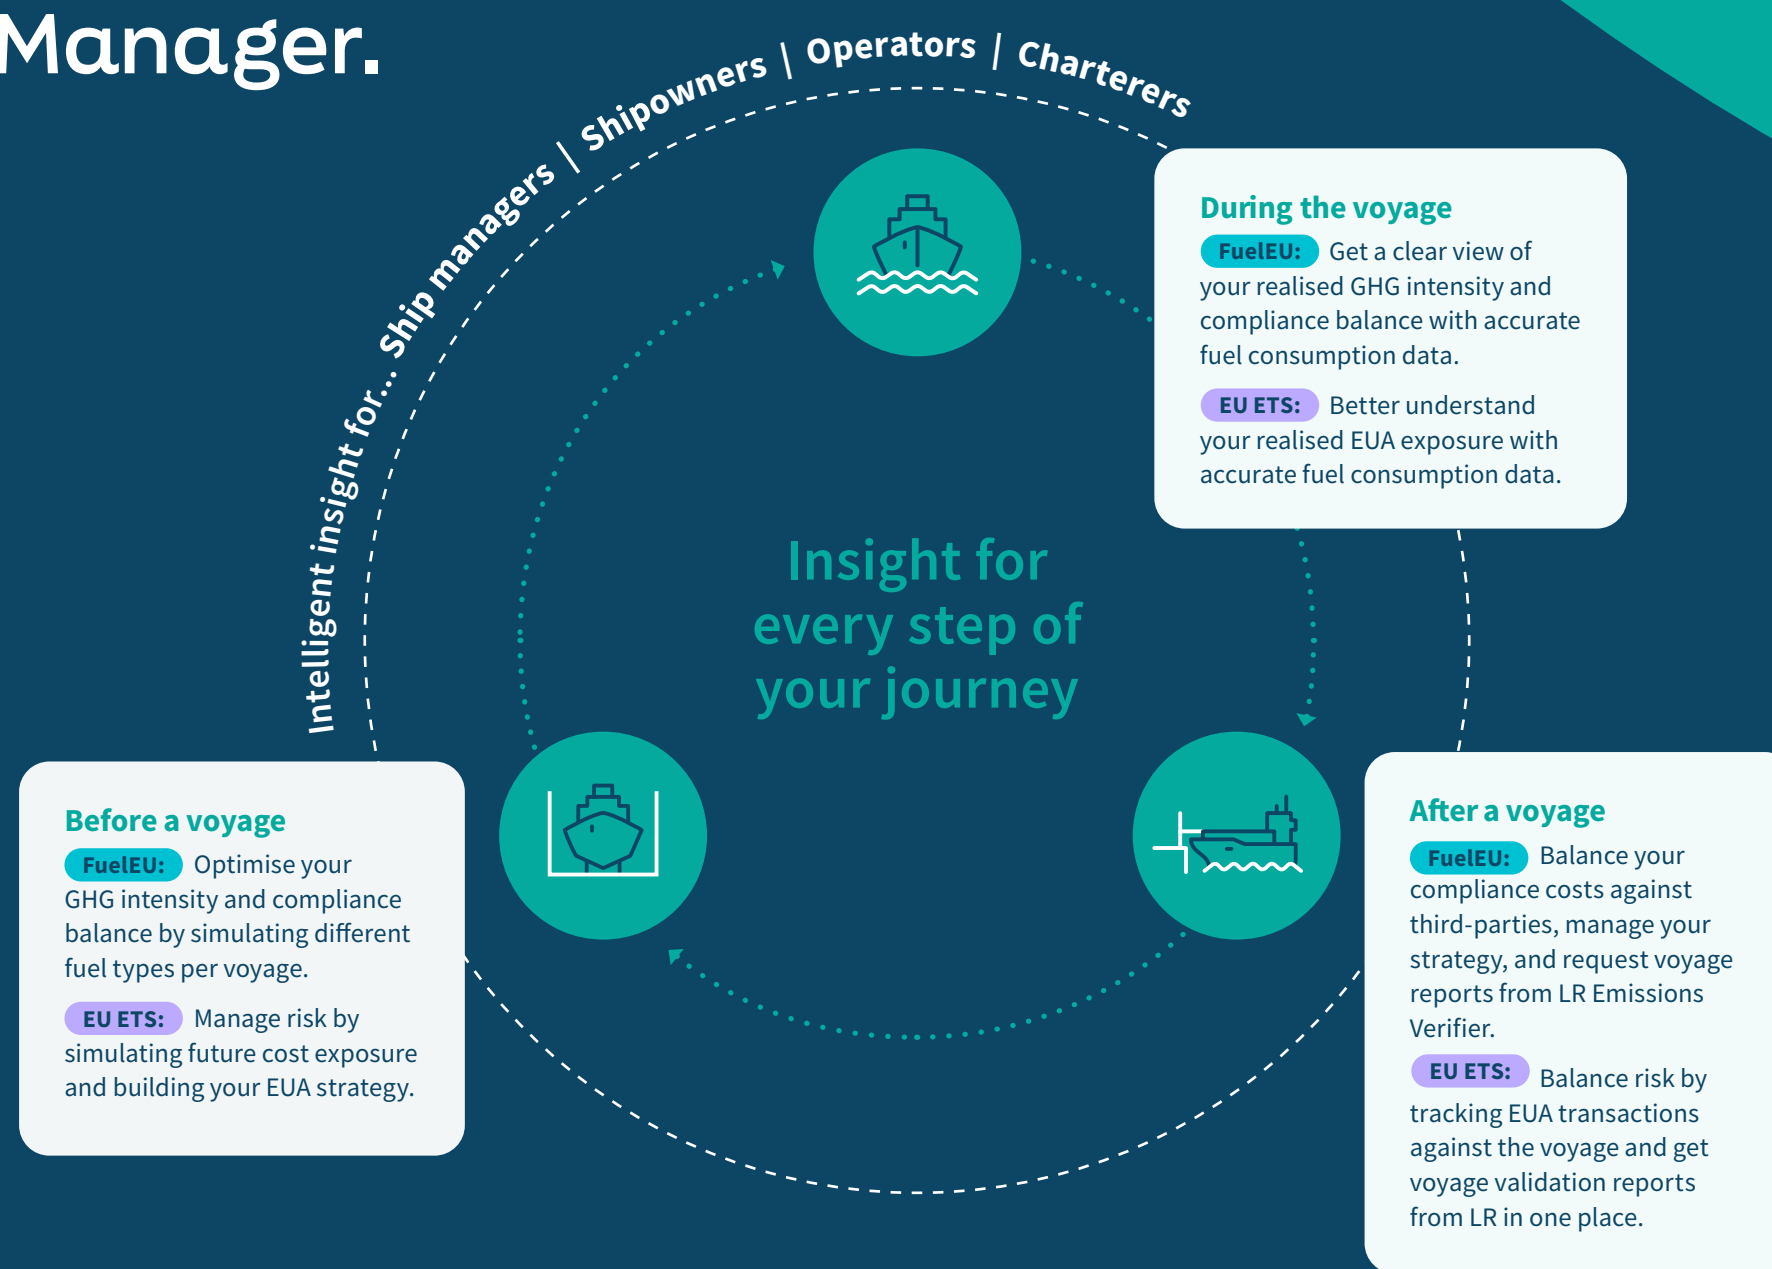 Manager.
Intelligent insight for... Ship managers | Shipowners | Operators | Charterers
During the voyage
FuelEU: Get a clear view of
your realised GHG intensity and
compliance balance with accurate
fuel consumption data.
EU ETS: Better understand
your realised EUA exposure with
accurate fuel consumption data.
Insight for
every step of
your journey
Before a voyage
FuelEU: Optimise your
GHG intensity and compliance
balance by simulating different
fuel types per voyage.
EU ETS: Manage risk by
simulating future cost exposure
and building your EUA strategy.
After a voyage
FuelEU: Balance your
compliance costs against
third-parties, manage your
strategy, and request voyage
reports from LR Emissions
Verifier.
EU ETS: Balance risk by
tracking EUA transactions
against the voyage and get
voyage validation reports
from LR in one place.